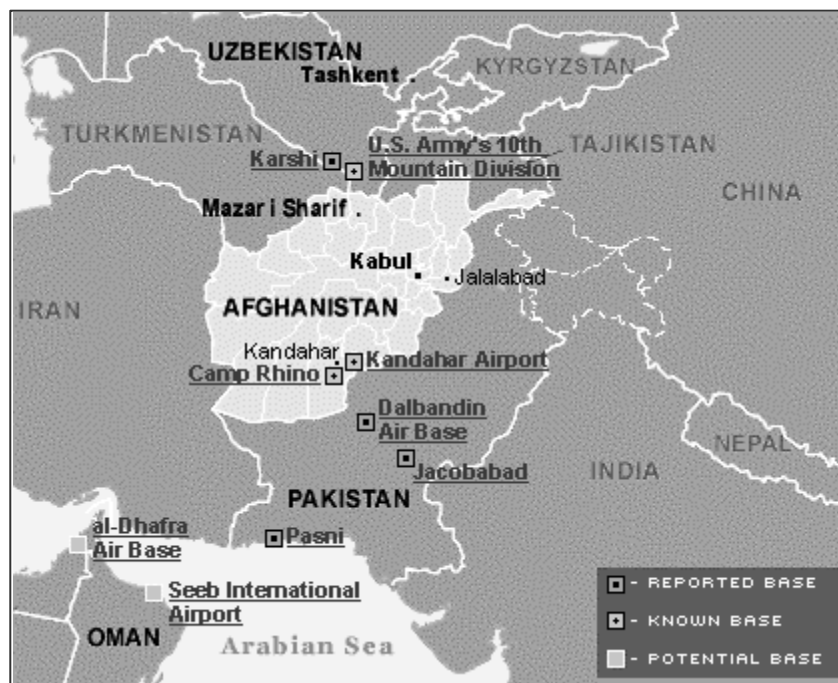 UZBEKISTAN
Tashkent
KYRGYZSTAN
TURKMENISTAN
U.S. Army's 10th
Mountain Division
TAJIKISTAN
Karshi
CHINA
Mazar i Sharif
Kabul
Jalalabad
IRAN
AFGHANISTAN
Kandahar
Kandahar Airport
Camp Rhino
Dalbandin
Air Base
NEPAL
Jacobabad
INDIA
PAKISTAN
al-Dhafra
Air Base
Pasni
Seeb International
Airport
OMAN
Arabian Sea
- REPORTED BASE
- KNOWN BASE
- POTENTIAL BASE